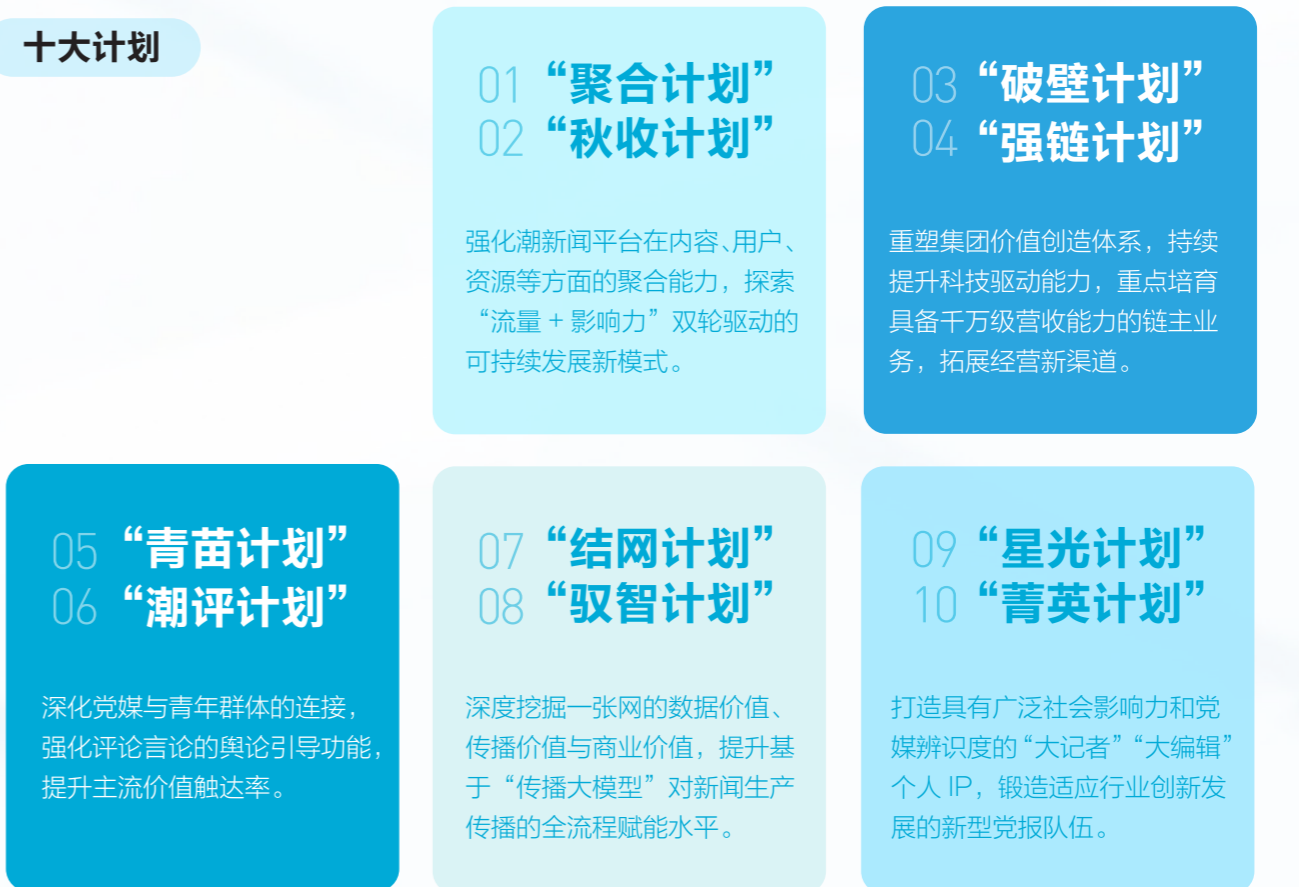 十大计划
01 “聚合计划”
02 “秋收计划”
强化潮新闻平台在内容、用户、
资源等方面的聚合能力，探索
“流量 + 影响力”双轮驱动的
可持续发展新模式。
03 “破壁计划”
04 “强链计划”
重塑集团价值创造体系，持续
提升科技驱动能力，重点培育
具备千万级营收能力的链主业
务，拓展经营新渠道。
05 “青苗计划”
06 “潮评计划”
深化党媒与青年群体的连接，
强化评论言论的舆论引导功能，
提升主流价值触达率。
07 “结网计划”
08 “驭智计划”
深度挖掘一张网的数据价值、
传播价值与商业价值，提升基
于“传播大模型”对新闻生产
传播的全流程赋能水平。
09 “星光计划”
10 “菁英计划”
打造具有广泛社会影响力和党
媒辨识度的“大记者”“大编辑”
个人 IP，锻造适应行业创新发
展的新型党报队伍。